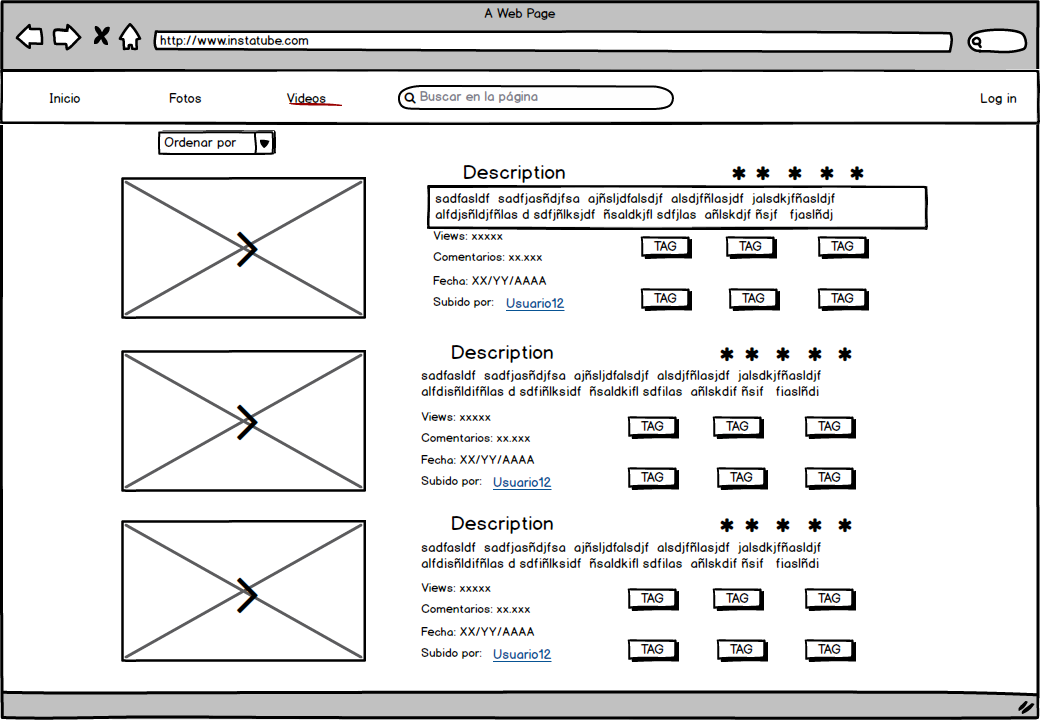 A Web Page
http://www.instatube.com
Inicio Fotos Videos Buscar en la página Log in
Ordenar por
Description * * * * *
sadfasldf sadfjasñdjfsa ajñsljdfalsdjf alsdjfñlasjdf jalsdkjfñasldjf
alfdjsñldjfñlas d sdfjñlksjdf ñsaldkjfl sdfjlas añlskdjf ñsjf fjaslñdj
Views: xxxxx
TAG TAG TAG
Comentarios: xx.xxx
Fecha: XX/YY/AAAA
Subido por: Usuario12
TAG TAG TAG
Description * * * * *
sadfasldf sadfjasñdjfsa ajñsljdfalsdjf alsdjfñlasjdf jalsdkjfñasldjf
alfdisñldifñlas d sdfiñlksidf ñsaldkifl sdfilas añlskdif ñsif fiaslñdi
Views: xxxxx
TAG TAG TAG
Comentarios: xx.xxx
Fecha: XX/YY/AAAA
Subido por: Usuario12
TAG TAG TAG
Description * * * * *
sadfasldf sadfjasñdjfsa ajñsljdfalsdjf alsdjfñlasjdf jalsdkjfñasldjf
alfdisñldifñlas d sdfiñlksidf ñsaldkifl sdfilas añlskdif ñsif fiaslñdi
Views: xxxxx
TAG TAG TAG
Comentarios: xx.xxx
Fecha: XX/YY/AAAA
Subido por: Usuario12
TAG TAG TAG